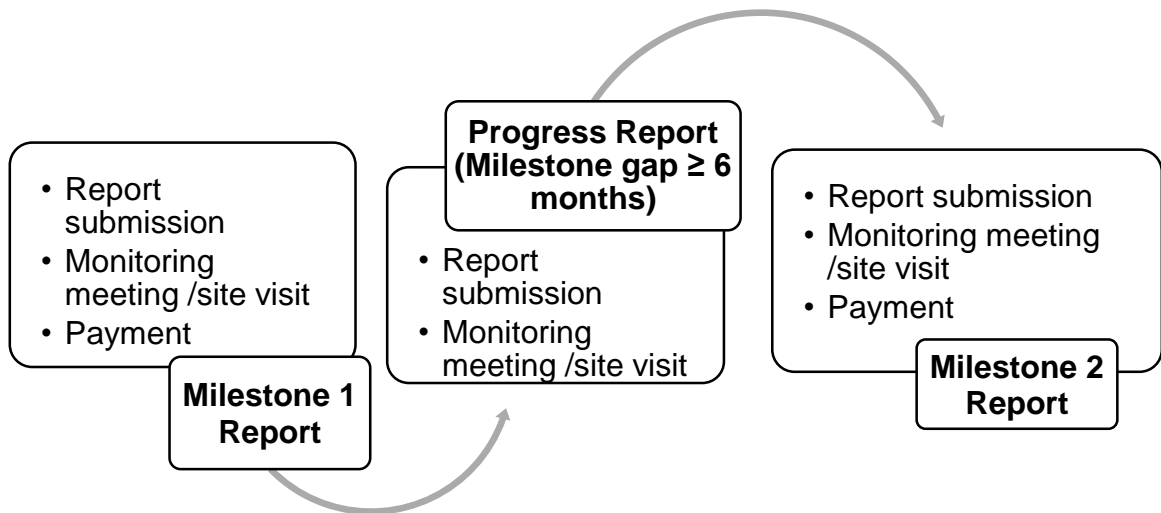 • Report
submission
• Monitoring
meeting /site visit
• Payment
Milestone 1
Report
Progress Report
(Milestone gap ≥ 6
months)
• Report
submission
• Monitoring
meeting /site visit
• Report submission
• Monitoring meeting
/site visit
• Payment
Milestone 2
Report